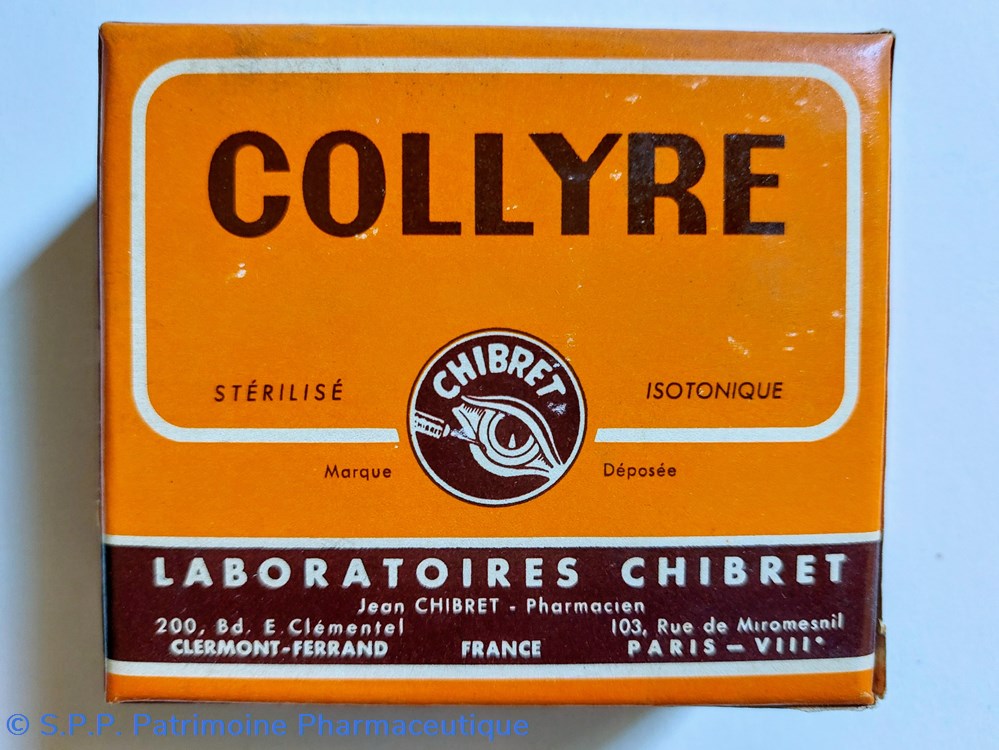 COLLYRE
CHIBRET
STÉRILISÉ
ISOTONIQUE
CHIBRET
Marque
Déposée
LABORATOIRES CHIBRET
Jean CHIBRET - Pharmacien
200, Bd. E. Clémentel
103, Rue de Miromesnil
CLERMONT-FERRAND
FRANCE
PARIS - VIII°
© S.P.P. Patrimoine Pharmaceutique